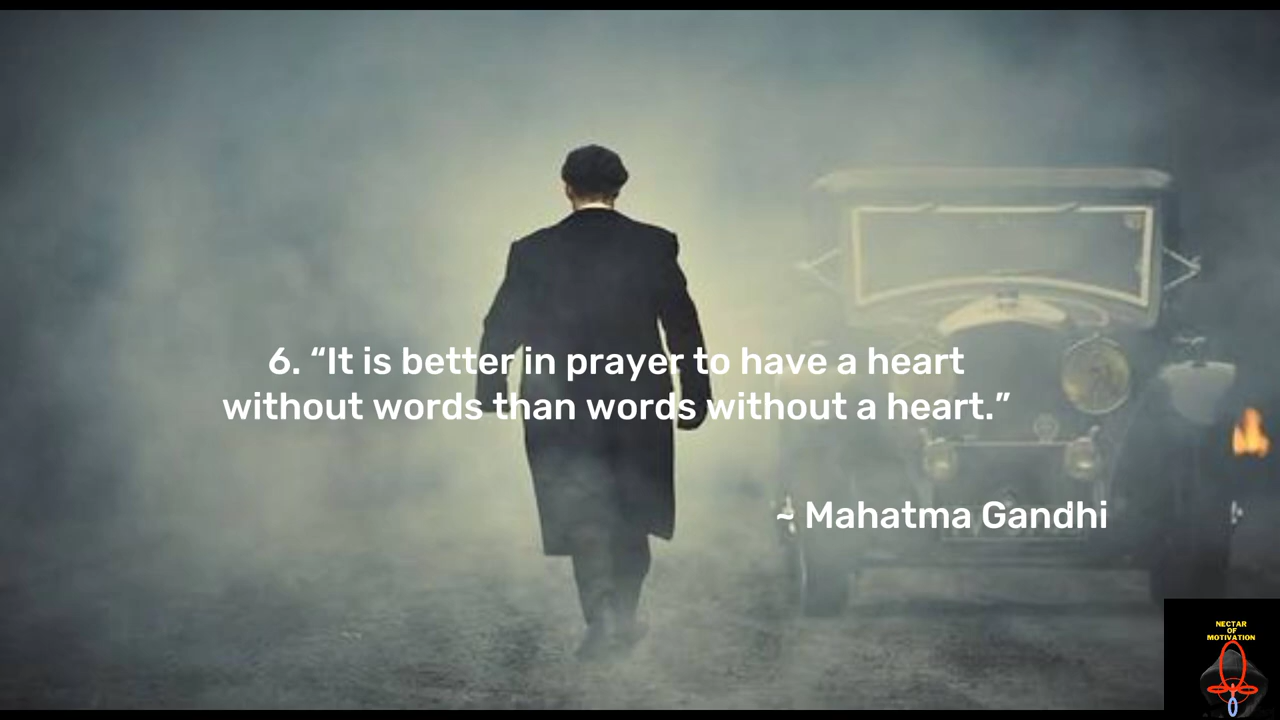 6. “It is better in prayer to have a heart
without words than words without a heart.”
~ Mahatma Gandhi
NECTAR
OF
MOTIVATION